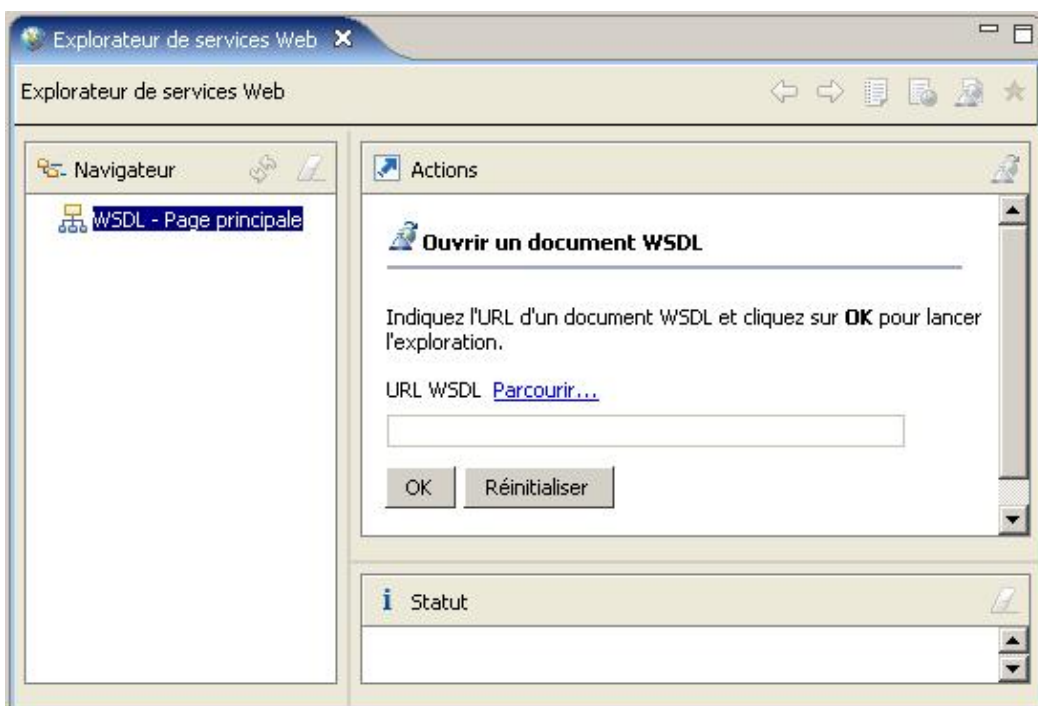 Explorateur de services Web
Explorateur de services Web
Navigateur
WSDL - Page principale
Actions
Ouvrir un document WSDL
Indiquez l'URL d'un document WSDL et cliquez sur OK pour lancer
l'exploration.
URL WSDL Parcourir...
OK Réinitialiser
Statut